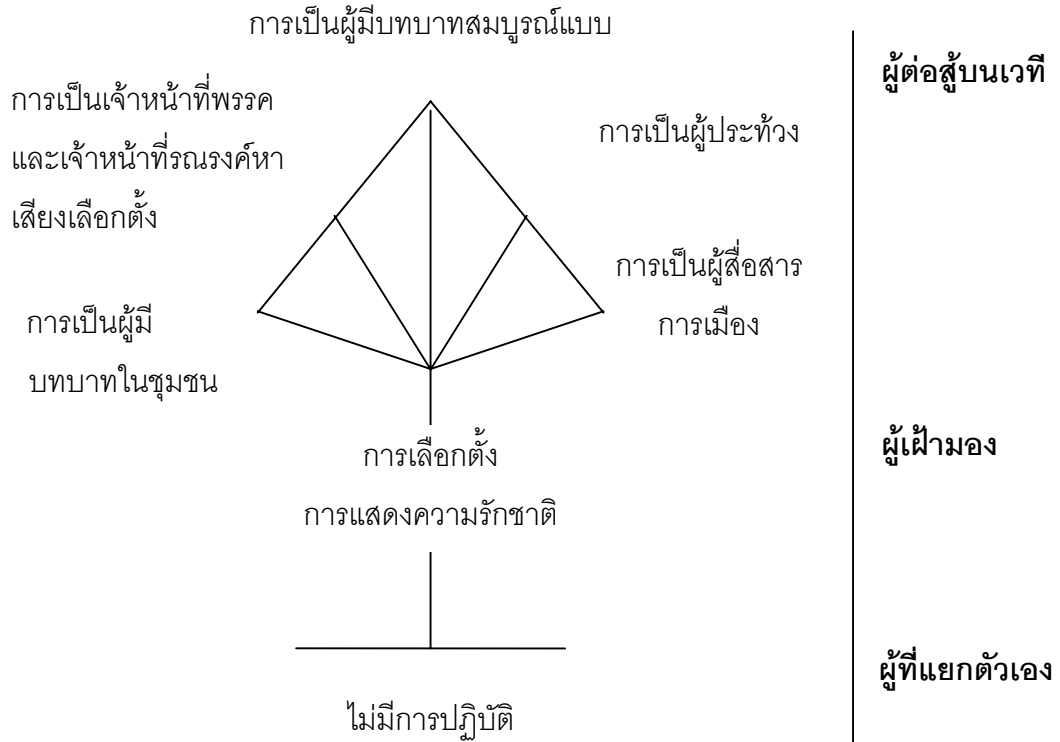 การเป็นผู้มีบทบาทสมบูรณ์แบบ
ผู้ต่อสู้บนเวที
การเป็นเจ้าหน้าที่พรรค
และเจ้าหน้าที่รณรงค์หา
เสียงเลือกตั้ง
การเป็นผู้ประท้วง
การเป็นผู้สื่อสาร
การเมือง
การเป็นผู้มี
บทบาทในชุมชน
การเลือกตั้ง
การแสดงความรักชาติ
ผู้เฝ้ามอง
ผู้ที่แยกตัวเอง
ไม่มีการปฏิบัติ